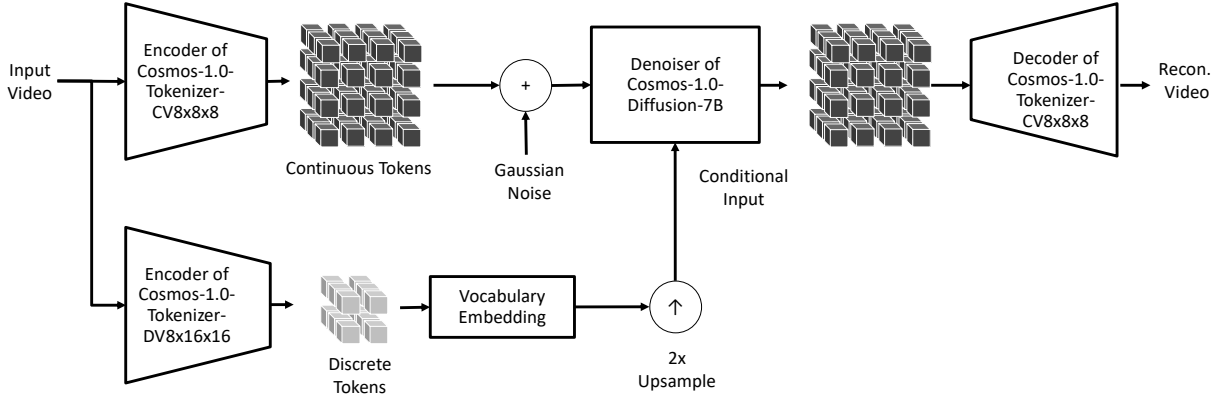 Input
Video
Encoder of
Cosmos-1.0-
Tokenizer-
CV8x8x8
Continuous Tokens
+
Gaussian
Noise
Denoiser of
Cosmos-1.0-
Diffusion-7B
Conditional
Input
Decoder of
Cosmos-1.0-
Tokenizer-
CV8x8x8
Recon.
Video
Encoder of
Cosmos-1.0-
Tokenizer-
DV8x16x16
Discrete
Tokens
Vocabulary
Embedding
↑
2x
Upsample